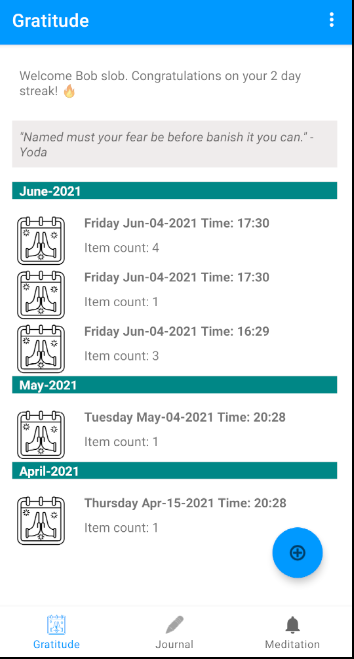 Gratitude
Welcome Bob slob. Congratulations on your 2 day
streak! 🔥
"Named must your fear be before banish it you can." -
Yoda
June-2021
Friday Jun-04-2021 Time: 17:30
Item count: 4
Friday Jun-04-2021 Time: 17:30
Item count: 1
Friday Jun-04-2021 Time: 16:29
Item count: 3
May-2021
Tuesday May-04-2021 Time: 20:28
Item count: 1
April-2021
Thursday Apr-15-2021 Time: 20:28
Item count: 1
Gratitude
Journal
Meditation